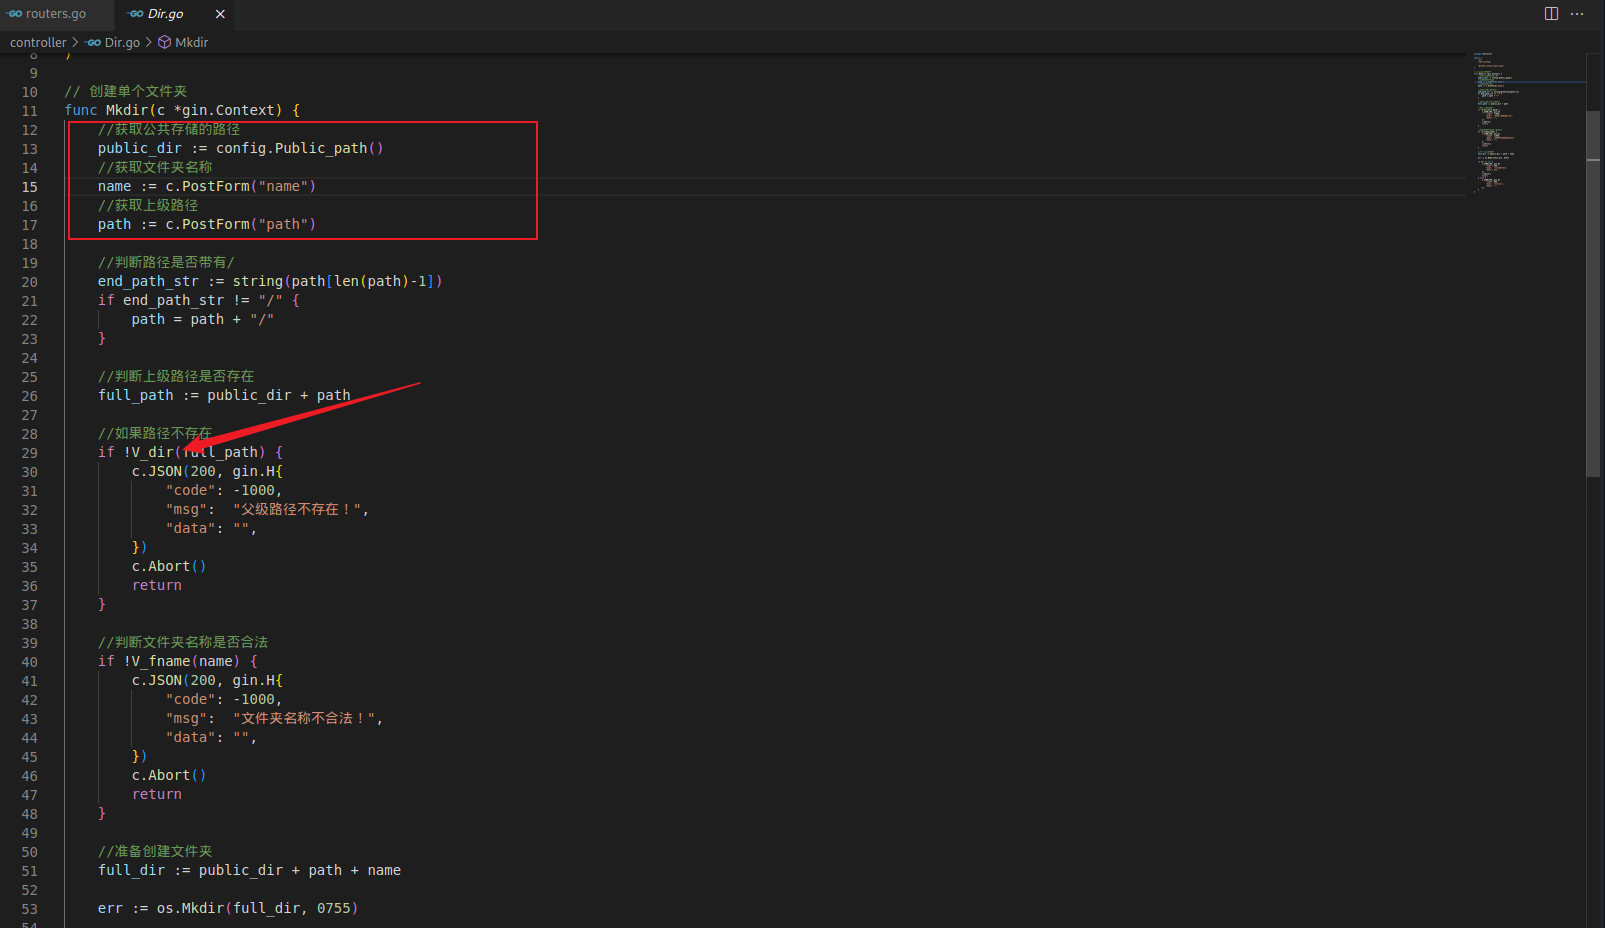 routers.go Dir.go
controller > Dir.go > Mkdir
8 )
9
10 // 创建单个文件夹
11 func Mkdir(c *gin.Context) {
12 //获取公共存储的路径
13 public_dir := config.Public_path()
14 //获取文件夹名称
15 name := c.PostForm("name")
16 //获取上级路径
17 path := c.PostForm("path")
18
19 //判断路径是否带有/
20 end_path_str := string(path[len(path)-1])
21 if end_path_str != "/" {
22 path = path + "/"
23 }
24
25 //判断上级路径是否存在
26 full_path := public_dir + path
27
28 //如果路径不存在
29 if !V_dir(full_path) {
30 c.JSON(200, gin.H{
31 "code": -1000,
32 "msg": "父级路径不存在！",
33 "data": "",
34 })
35 c.Abort()
36 return
37 }
38
39 //判断文件夹名称是否合法
40 if !V_fname(name) {
41 c.JSON(200, gin.H{
42 "code": -1000,
43 "msg": "文件夹名称不合法！",
44 "data": "",
45 })
46 c.Abort()
47 return
48 }
49
50 //准备创建文件夹
51 full_dir := public_dir + path + name
52
53 err := os.Mkdir(full_dir, 0755)
54